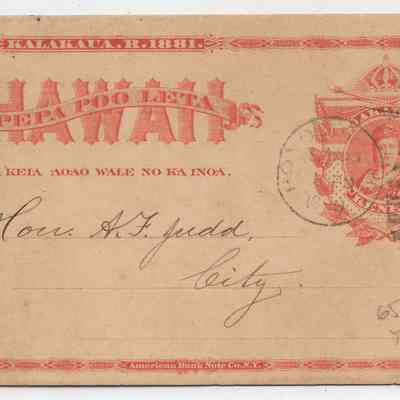 KALAKAUA. R. 1881.
HAWAII
PEPA POO LETA
KEIA AOAO WALE NO KA INOA.
Hon. A. F. Judd,
City.
65
American Bank Note Co. N.Y.